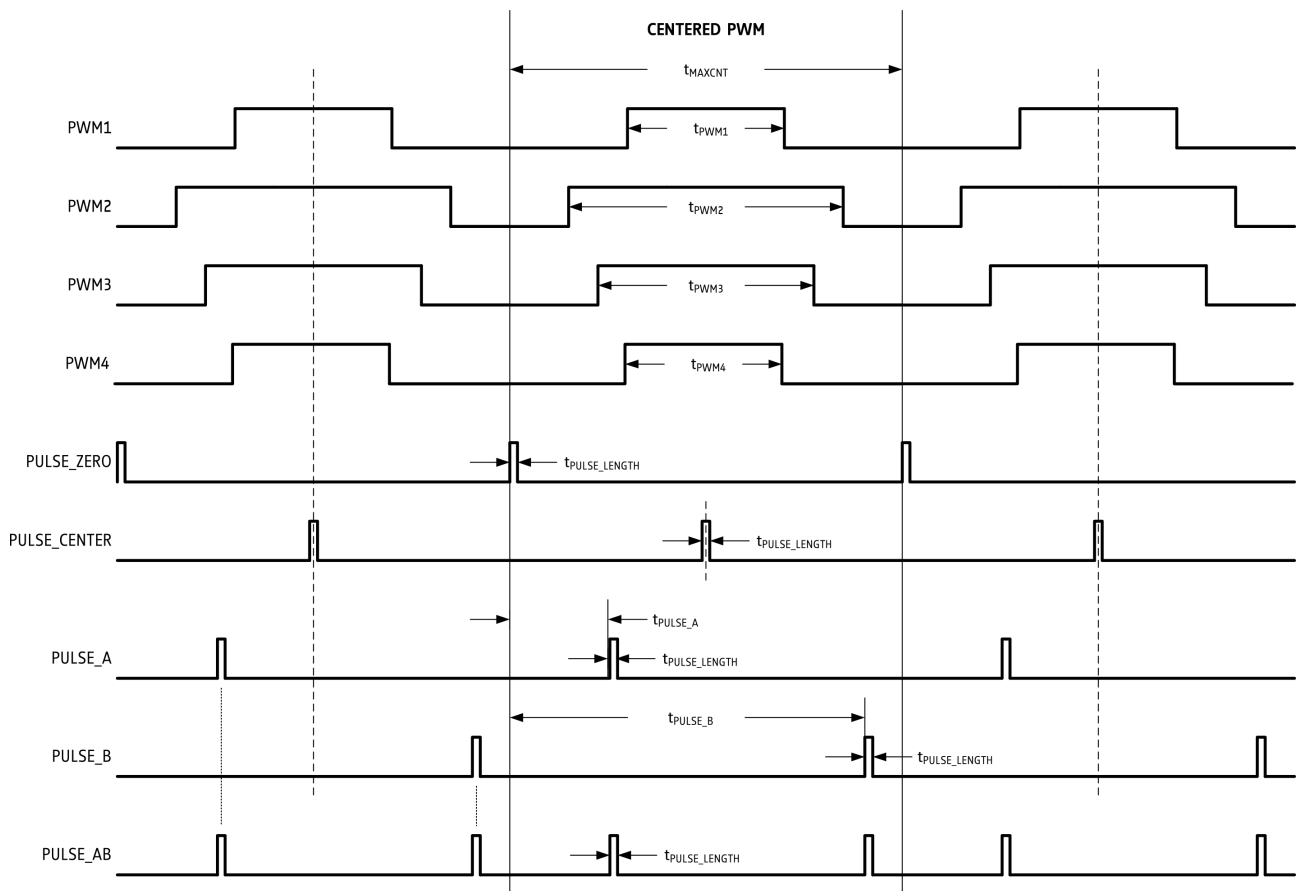 CENTERED PWM
tMAXCNT
PWM1
tPWM1
PWM2
tPWM2
PWM3
tPWM3
PWM4
tPWM4
PULSE_ZERO
tPULSE_LENGTH
PULSE_CENTER
tPULSE_LENGTH
tPULSE_A
PULSE_A
tPULSE_LENGTH
tPULSE_B
PULSE_B
tPULSE_LENGTH
PULSE_AB
tPULSE_LENGTH